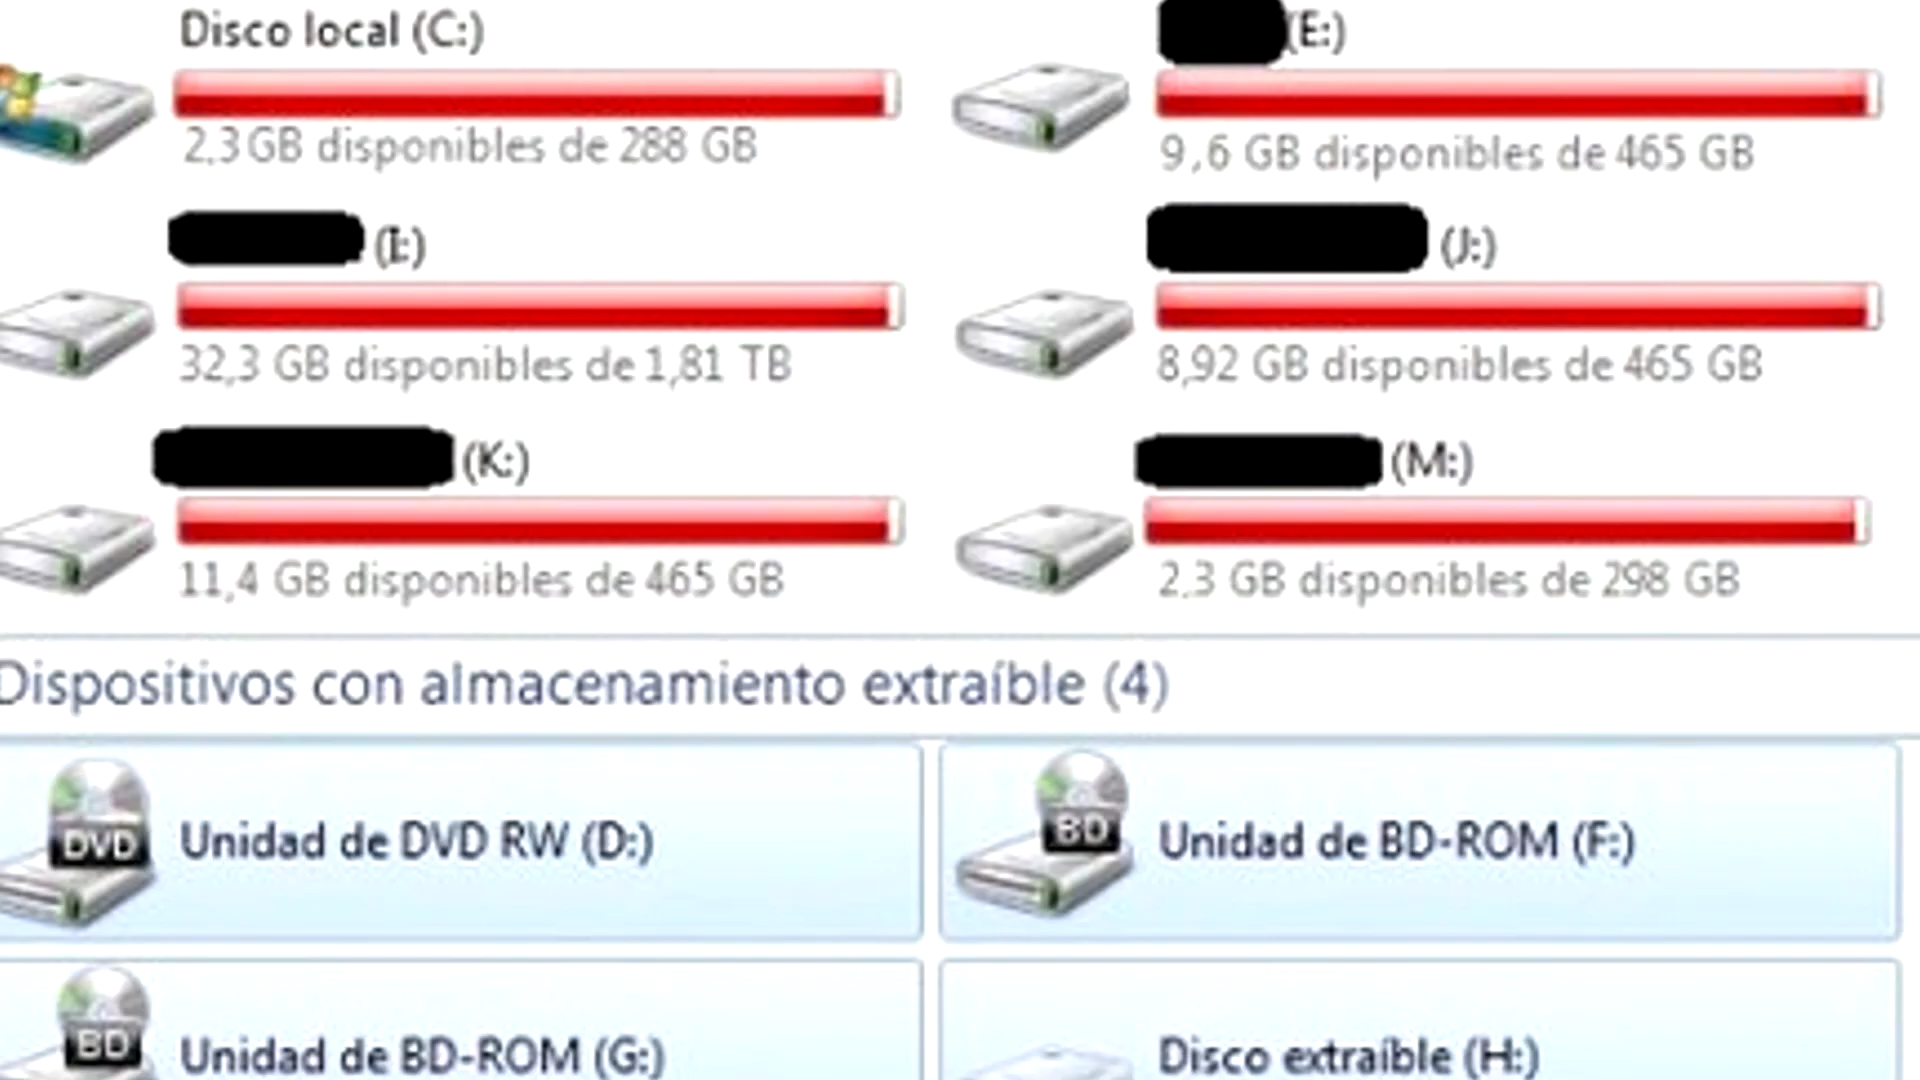 Disco local (C:)
(E:)
2,3 GB disponibles de 288 GB
9,6 GB disponibles de 465 GB
(I:)
(J:)
32,3 GB disponibles de 1,81 TB
8,92 GB disponibles de 465 GB
(K:)
(M:)
11,4 GB disponibles de 465 GB
2,3 GB disponibles de 298 GB
Dispositivos con almacenamiento extraíble (4)
DVD
Unidad de DVD RW (D:)
BD
Unidad de BD-ROM (F:)
BD
Unidad de BD-ROM (G:)
Disco extraíble (H:)